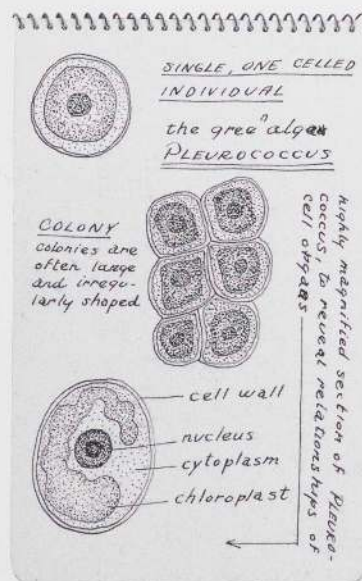 SINGLE, ONE CELLED
INDIVIDUAL
the green algae
PLEUROCOCCUS
COLONY
colonies are
often large
and irregu-
larly shaped
highly magnified section of PLEURO-
COCCUS, to reveal relationships of
cell organs
cell wall
nucleus
cytoplasm
chloroplast